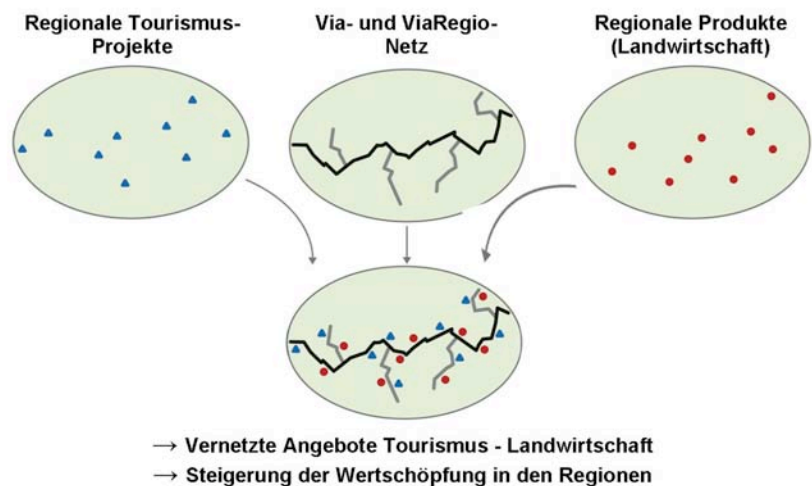 Regionale Tourismus-
Projekte
Via- und ViaRegio-
Netz
Regionale Produkte
(Landwirtschaft)
→ Vernetzte Angebote Tourismus - Landwirtschaft
→ Steigerung der Wertschöpfung in den Regionen